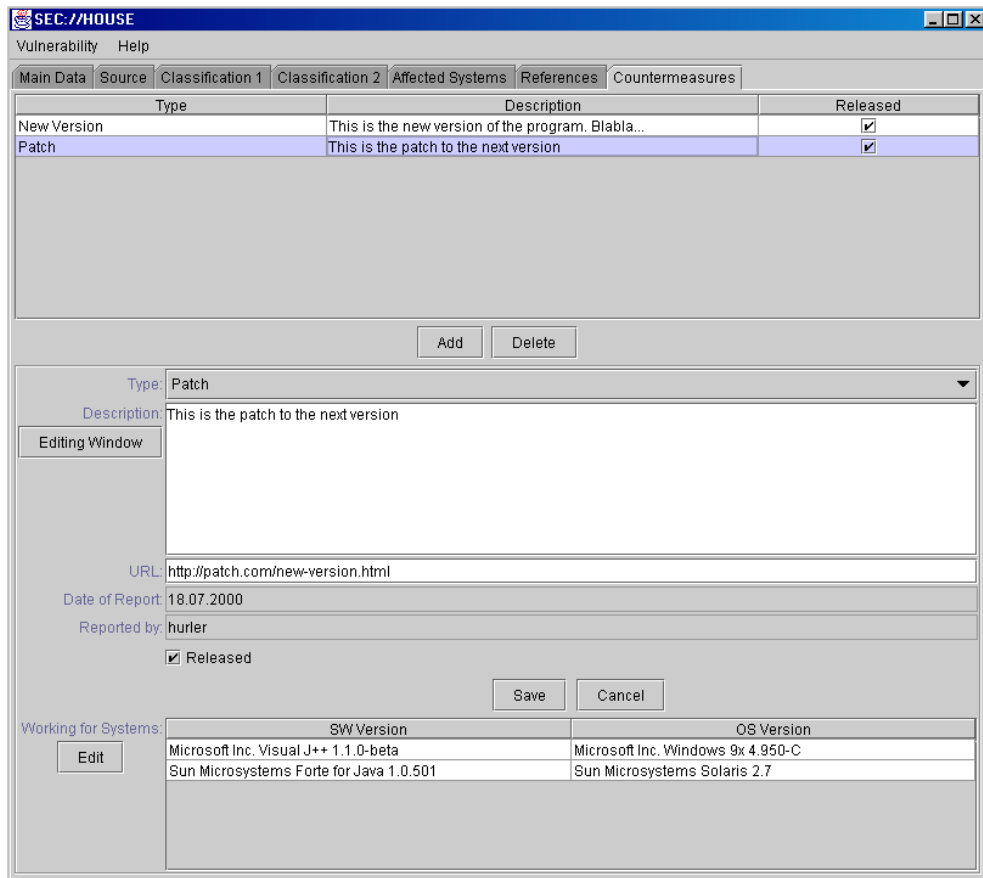 SEC://HOUSE
Vulnerability Help
Main Data Source Classification 1 Classification 2 Affected Systems References Countermeasures
Type Description Released
New Version This is the new version of the program. Blabla...
Patch This is the patch to the next version
Add Delete
Type: Patch
Description: This is the patch to the next version
Editing Window
URL: http://patch.com/new-version.html
Date of Report: 18.07.2000
Reported by: hurler
Released
Save Cancel
Working for Systems: SW Version OS Version
Edit
Microsoft Inc. Visual J++ 1.1.0-beta Microsoft Inc. Windows 9x 4.950-C
Sun Microsystems Forte for Java 1.0.501 Sun Microsystems Solaris 2.7